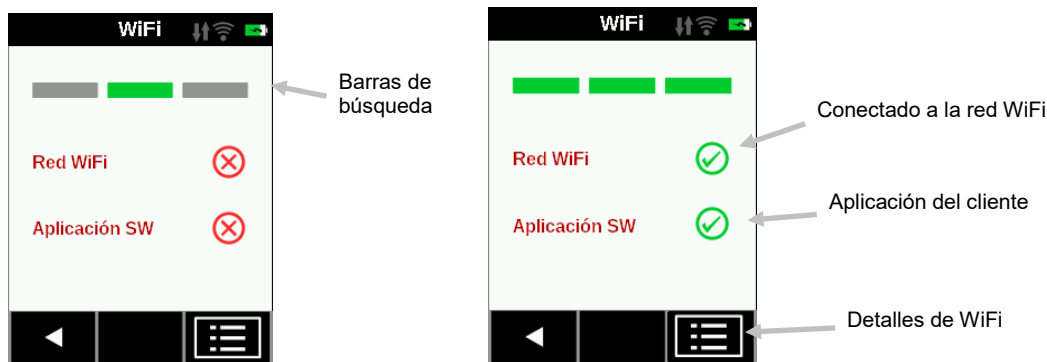 WiFi
Barras de
búsqueda
Red WiFi
Aplicación SW
WiFi
Conectado a la red WiFi
Red WiFi
Aplicación del cliente
Aplicación SW
Detalles de WiFi